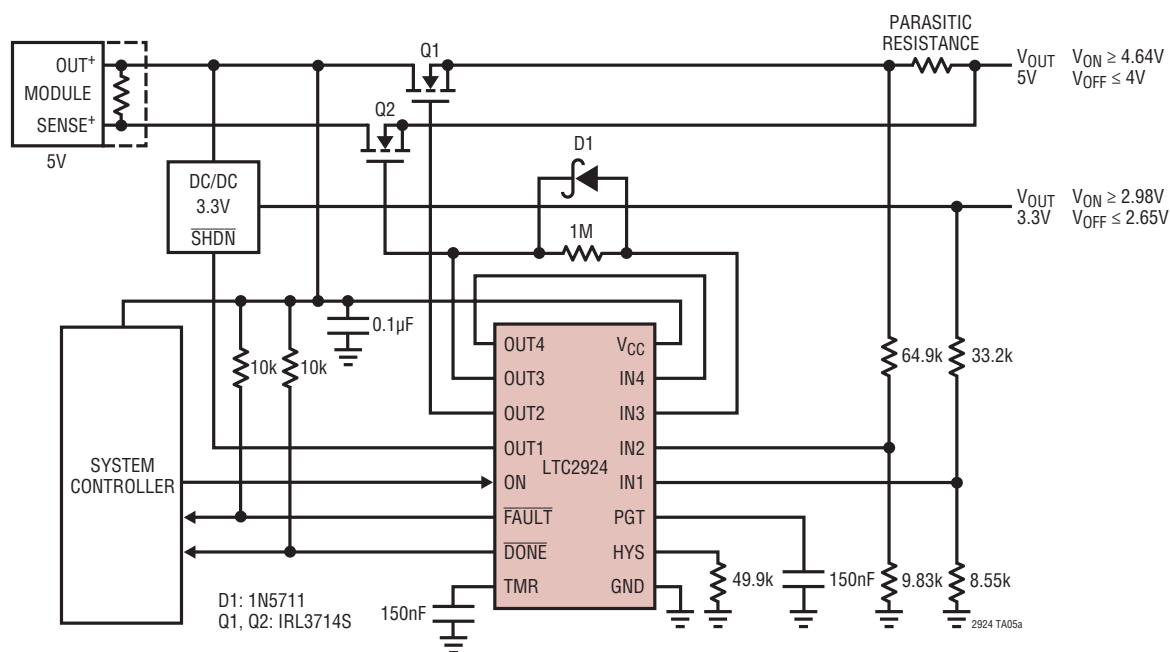 PARASITIC
RESISTANCE
Q1
OUT+
MODULE
SENSE+
5V
Q2
VOUT VON ≥ 4.64V
5V VOFF ≤ 4V
D1
DC/DC
3.3V
SHDN
VOUT VON ≥ 2.98V
3.3V VOFF ≤ 2.65V
1M
0.1µF
10k
10k
64.9k
33.2k
SYSTEM
CONTROLLER
OUT4
OUT3
OUT2
OUT1
ON
FAULT
DONE
TMR
LTC2924
VCC
IN4
IN3
IN2
IN1
PGT
HYS
GND
49.9k
150nF
9.83k
8.55k
150nF
D1: 1N5711
Q1, Q2: IRL3714S
2924 TA05a